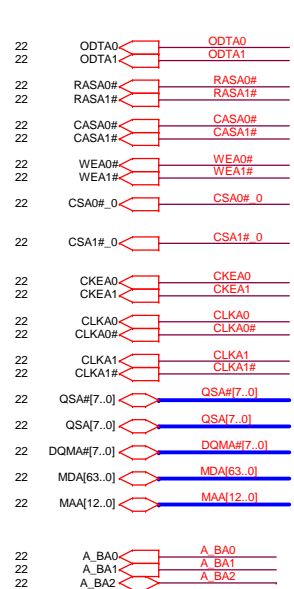 22 ODTA0 ODTA0
22 ODTA1 ODTA1
22 RASA0# RASA0#
22 RASA1# RASA1#
22 CASA0# CASA0#
22 CASA1# CASA1#
22 WEA0# WEA0#
22 WEA1# WEA1#
22 CSA0#_0 CSA0#_0
22 CSA1#_0 CSA1#_0
22 CKEA0 CKEA0
22 CKEA1 CKEA1
22 CLKA0 CLKA0
22 CLKA0# CLKA0#
22 CLKA1 CLKA1
22 CLKA1# CLKA1#
22 QSA#[7..0] QSA#[7..0]
22 QSA[7..0] QSA[7..0]
22 DQMA#[7..0] DQMA#[7..0]
22 MDA[63..0] MDA[63..0]
22 MAA[12..0] MAA[12..0]
22 A_BA0 A_BA0
22 A_BA1 A_BA1
22 A_BA2 A_BA2